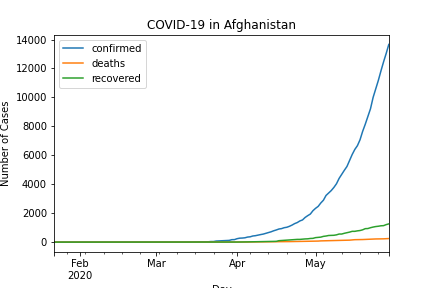 COVID-19 in Afghanistan
14000
12000
10000
8000
6000
4000
2000
0
Number of Cases
confirmed
deaths
recovered
Feb
2020
Mar
Apr
May